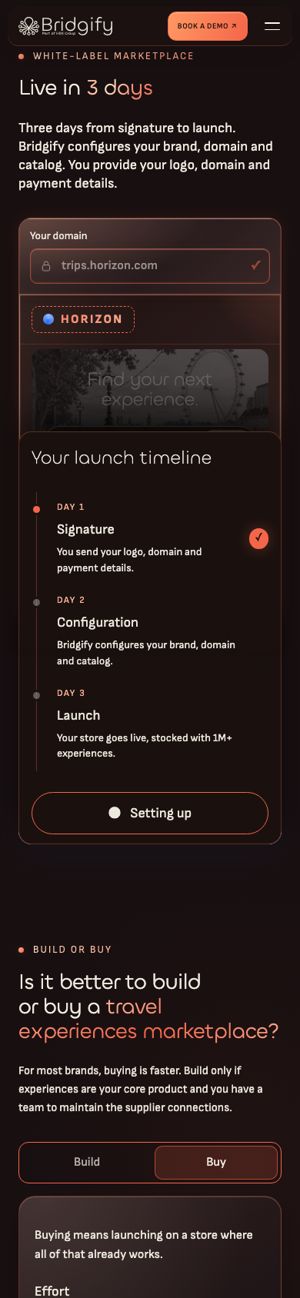 Bridgify
BOOK A DEMO ↗
WHITE-LABEL MARKETPLACE
Live in 3 days
Three days from signature to launch.
Bridgify configures your brand, domain and
catalog. You provide your logo, domain and
payment details.
Your domain
trips.horizon.com
HORIZON
Find your next
experience.
Your launch timeline
DAY 1
Signature
You send your logo, domain and
payment details.
DAY 2
Configuration
Bridgify configures your brand, domain
and catalog.
DAY 3
Launch
Your store goes live, stocked with 1M+
experiences.
Setting up
BUILD OR BUY
Is it better to build
or buy a travel
experiences marketplace?
For most brands, buying is faster. Build only if
experiences are your core product and you have a
team to maintain the supplier connections.
Build
Buy
Buying means launching on a store where
all of that already works.
Effort